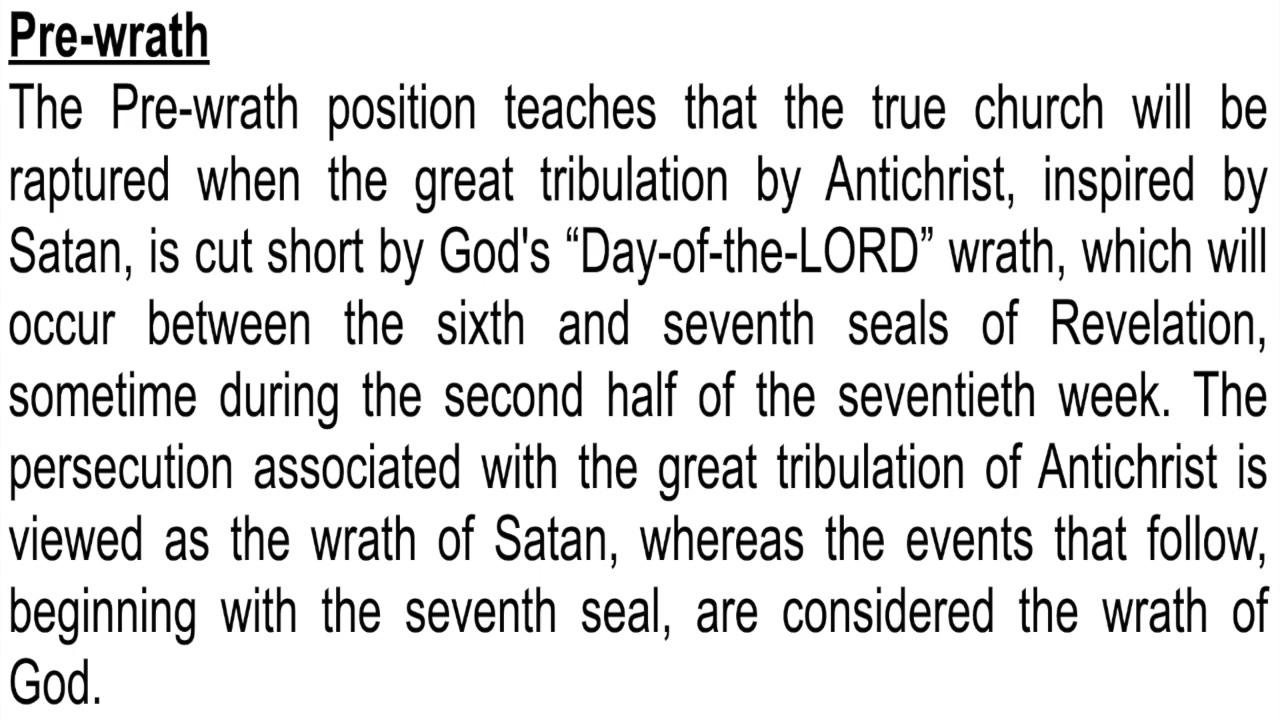 Pre-wrath
The Pre-wrath position teaches that the true church will be
raptured when the great tribulation by Antichrist, inspired by
Satan, is cut short by God's “Day-of-the-LORD” wrath, which will
occur between the sixth and seventh seals of Revelation,
sometime during the second half of the seventieth week. The
persecution associated with the great tribulation of Antichrist is
viewed as the wrath of Satan, whereas the events that follow,
beginning with the seventh seal, are considered the wrath of
God.